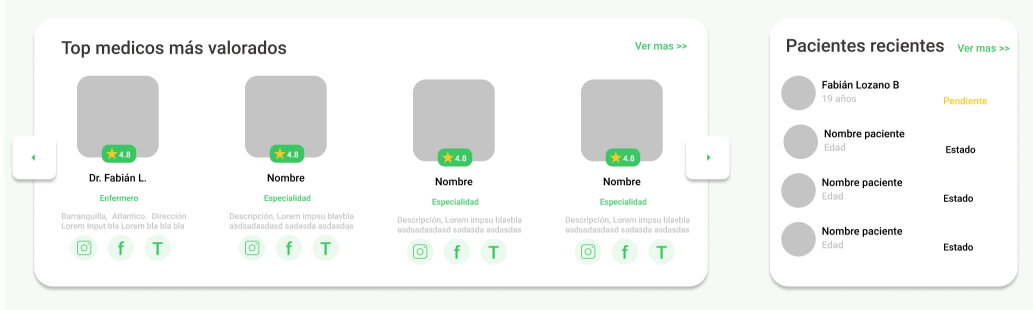 Top medicos más valorados
Ver mas >>
4.8
Dr. Fabián L.
Enfermero
Barranquilla, Atlantico. Dirección
Lorem Input bla Lorem bla bla bla
f T
4.8
Nombre
Especialidad
Descripción, Lorem impsu blavbla
asdsadasdasd sadasda asdasdas
f T
4.8
Nombre
Especialidad
Descripción, Lorem impsu blavbla
asdsadasdasd sadasda asdasdas
f T
4.8
Nombre
Especialidad
Descripción, Lorem impsu blavbla
asdsadasdasd sadasda asdasdas
f T
Pacientes recientes
Ver mas >>
Fabián Lozano B
19 años
Pendiente
Nombre paciente
Edad
Estado
Nombre paciente
Edad
Estado
Nombre paciente
Edad
Estado